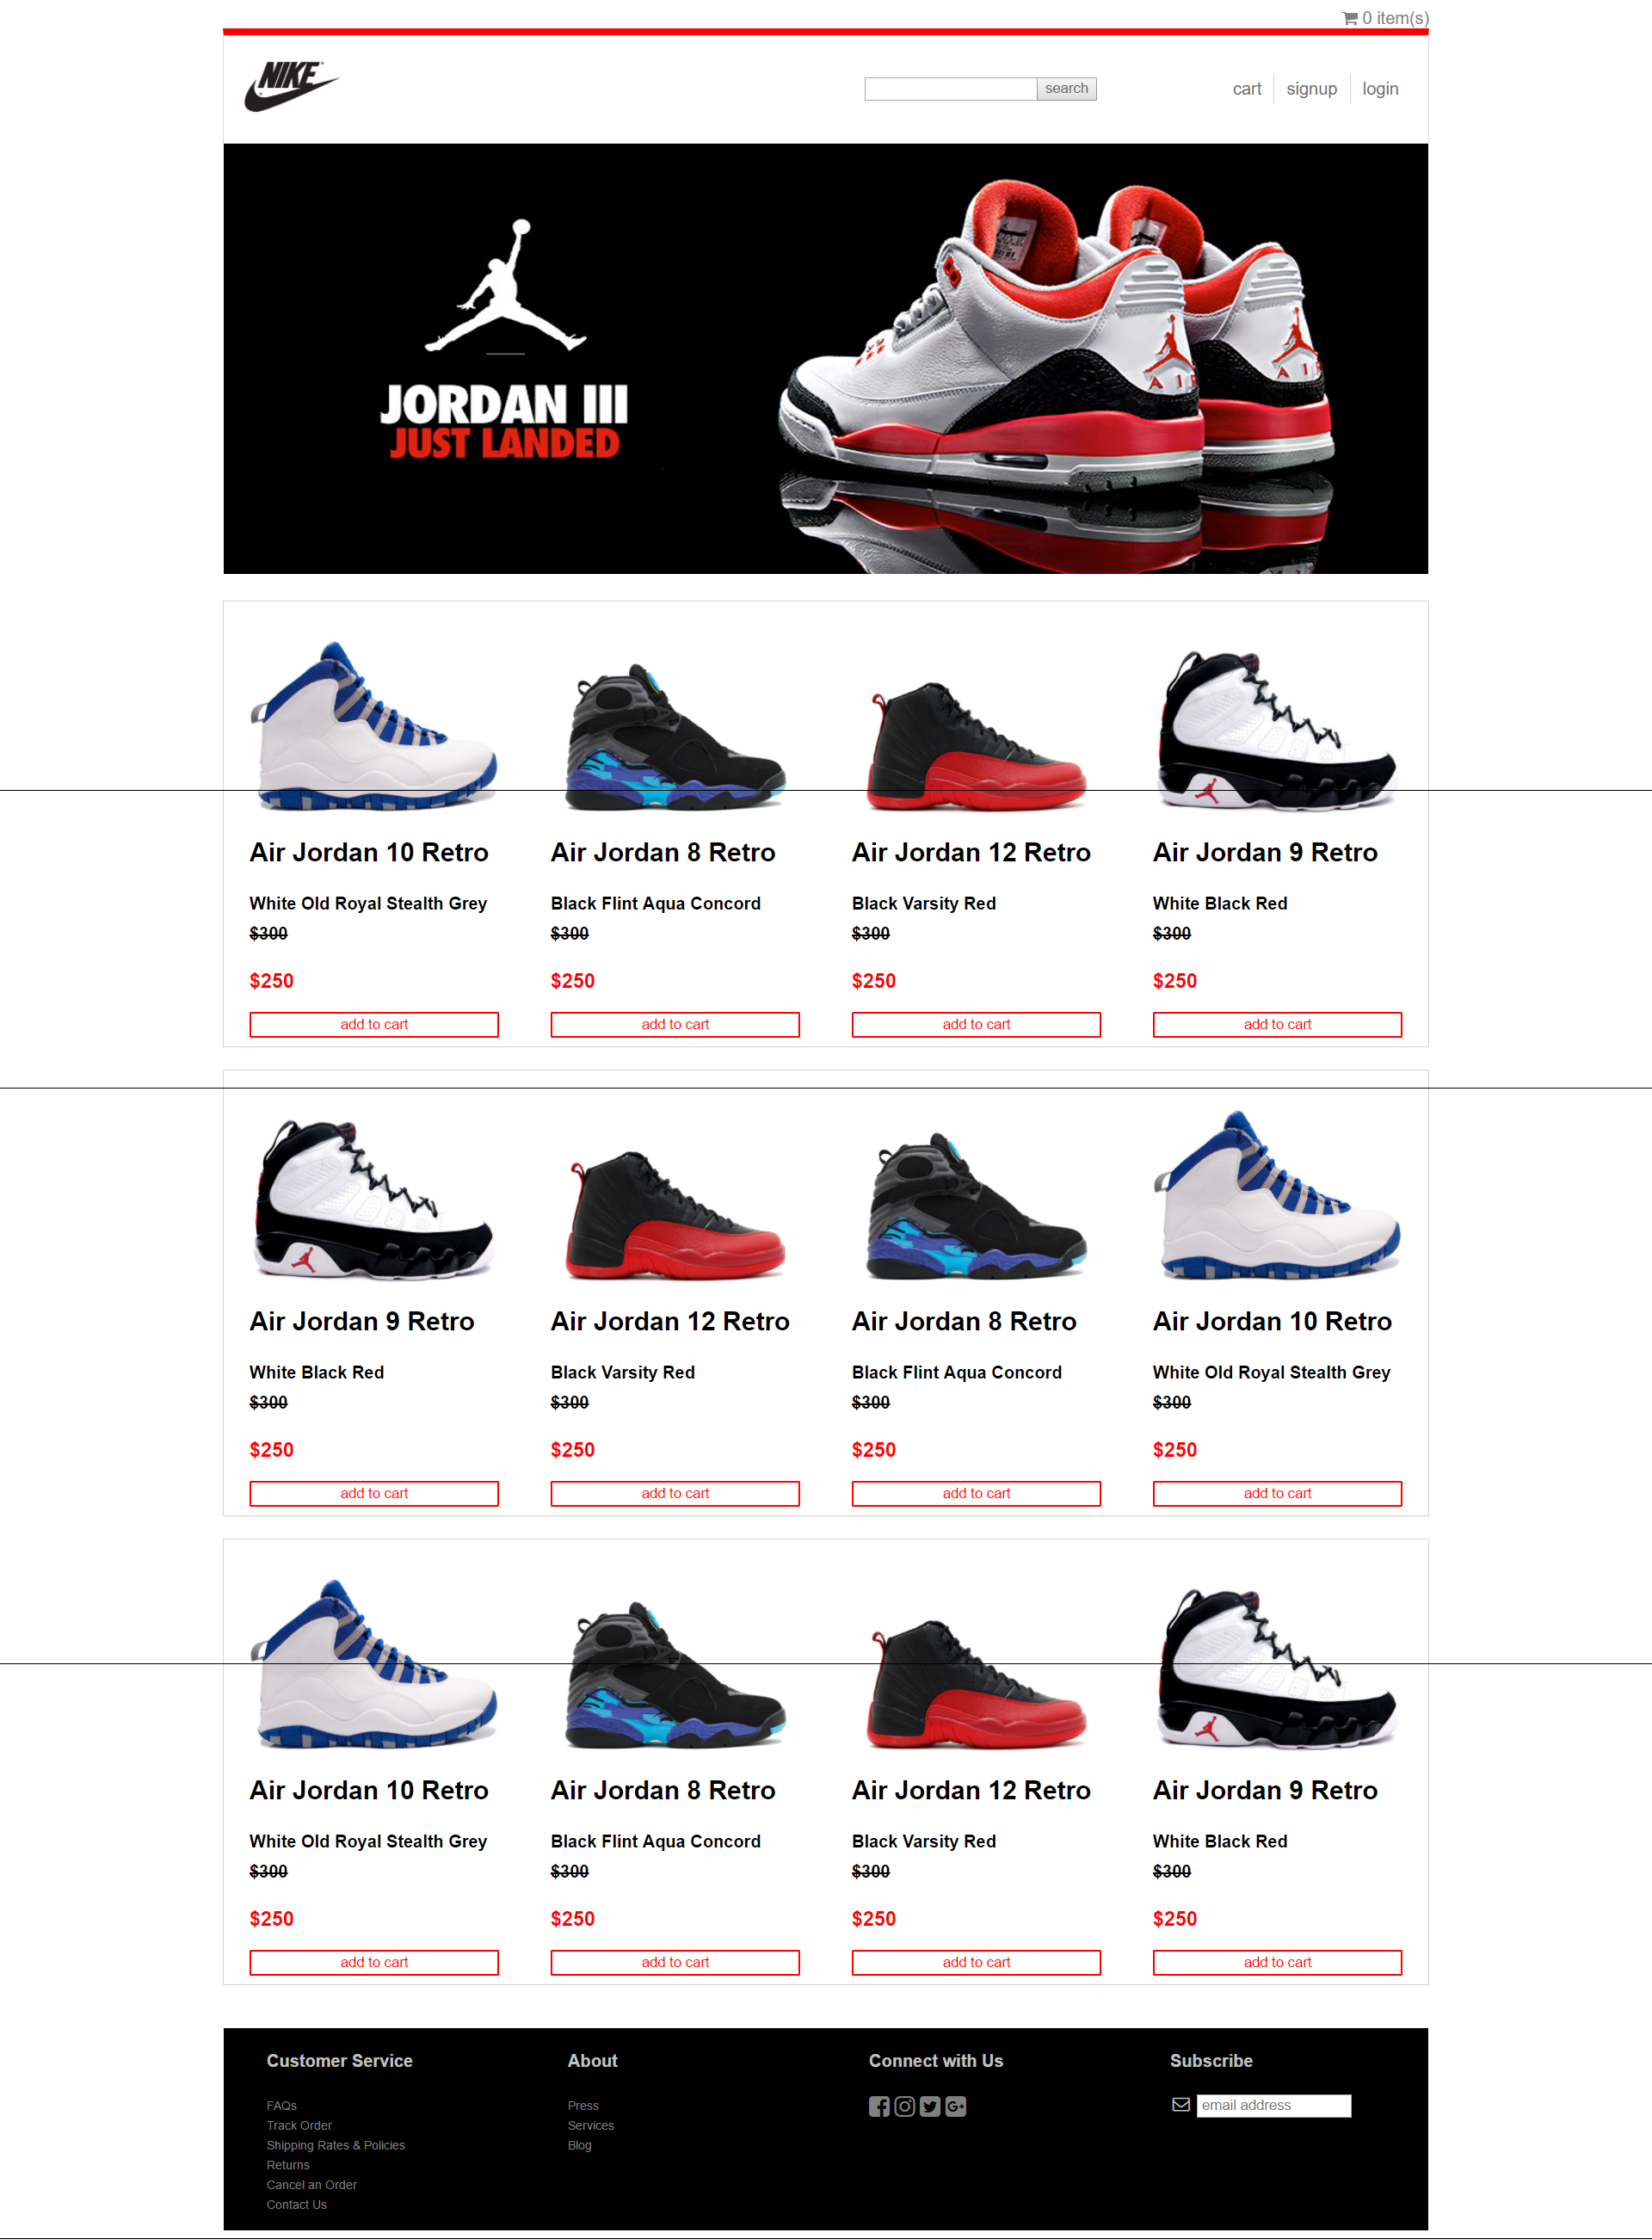 0 item(s)
NIKE
search
cart signup login
JORDAN III
JUST LANDED
AIR AIR
Air Jordan 10 Retro Air Jordan 8 Retro Air Jordan 12 Retro Air Jordan 9 Retro
White Old Royal Stealth Grey Black Flint Aqua Concord Black Varsity Red White Black Red
$300 $300 $300 $300
$250 $250 $250 $250
add to cart add to cart add to cart add to cart
Air Jordan 9 Retro Air Jordan 12 Retro Air Jordan 8 Retro Air Jordan 10 Retro
White Black Red Black Varsity Red Black Flint Aqua Concord White Old Royal Stealth Grey
$300 $300 $300 $300
$250 $250 $250 $250
add to cart add to cart add to cart add to cart
Air Jordan 10 Retro Air Jordan 8 Retro Air Jordan 12 Retro Air Jordan 9 Retro
White Old Royal Stealth Grey Black Flint Aqua Concord Black Varsity Red White Black Red
$300 $300 $300 $300
$250 $250 $250 $250
add to cart add to cart add to cart add to cart
Customer Service About Connect with Us Subscribe
FAQs Press email address
Track Order Services
Shipping Rates & Policies Blog
Returns
Cancel an Order
Contact Us